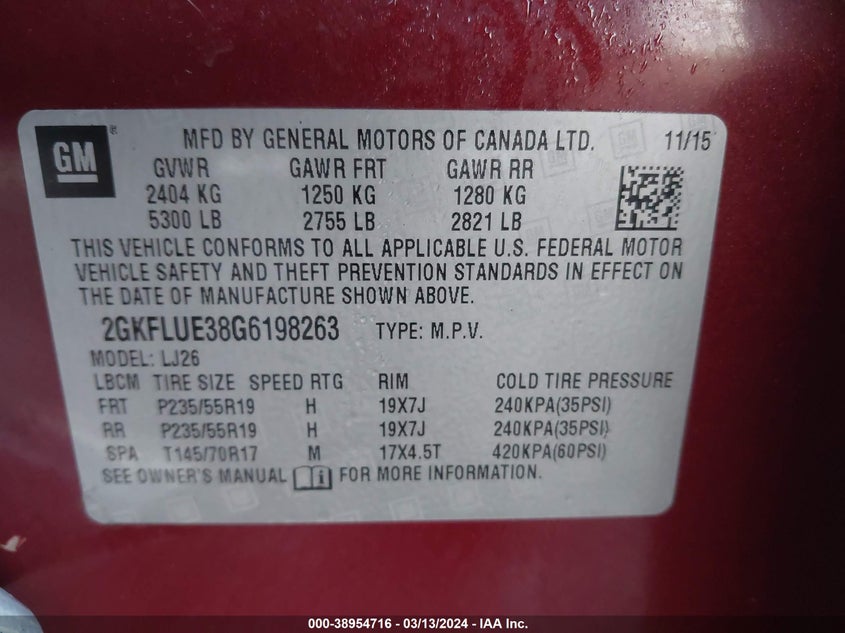 GM ® MFD BY GENERAL MOTORS OF CANADA LTD. 11/15
GVWR GAWR FRT GAWR RR
2404 KG 1250 KG 1280 KG
5300 LB 2755 LB 2821 LB
THIS VEHICLE CONFORMS TO ALL APPLICABLE U.S. FEDERAL MOTOR
VEHICLE SAFETY AND THEFT PREVENTION STANDARDS IN EFFECT ON
THE DATE OF MANUFACTURE SHOWN ABOVE.
2GKFLUE38G6198263 TYPE: M.P.V.
MODEL: LJ26
LBCM TIRE SIZE SPEED RTG RIM COLD TIRE PRESSURE
FRT P235/55R19 H 19X7J 240KPA(35PSI)
RR P235/55R19 H 19X7J 240KPA(35PSI)
SPA T145/70R17 M 17X4.5T 420KPA(60PSI)
SEE OWNER'S MANUAL FOR MORE INFORMATION.
000-38954716 - 03/13/2024 - IAA Inc.